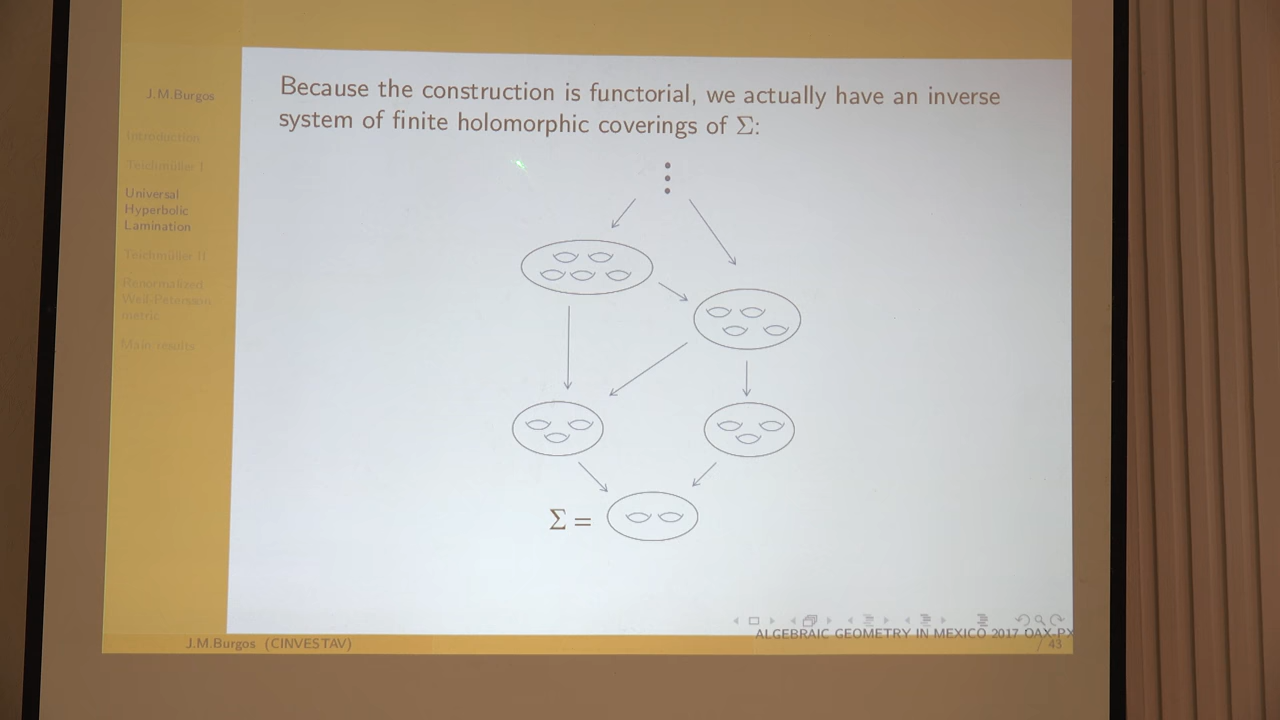 J.M.Burgos
Introduction
Teichmüller I
Universal
Hyperbolic
Lamination
Teichmüller II
Renormalized
Weil-Petersson
metric
Main results
Because the construction is functorial, we actually have an inverse
system of finite holomorphic coverings of Σ:
Σ =
J.M.Burgos (CINVESTAV)
ALGEBRAIC GEOMETRY IN MEXICO 2017 OAX-PX
/ 43